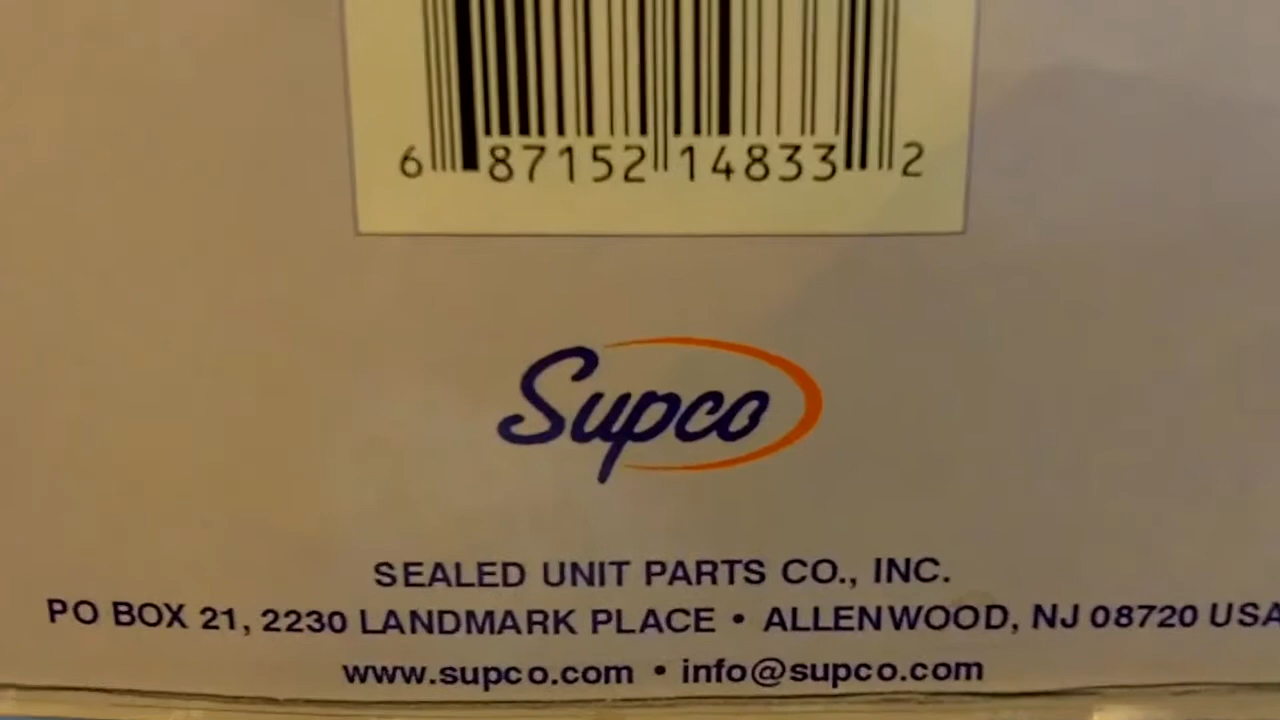 6 87152 14833 2
Supco
SEALED UNIT PARTS CO., INC.
PO BOX 21, 2230 LANDMARK PLACE • ALLENWOOD, NJ 08720 USA
www.supco.com • info@supco.com